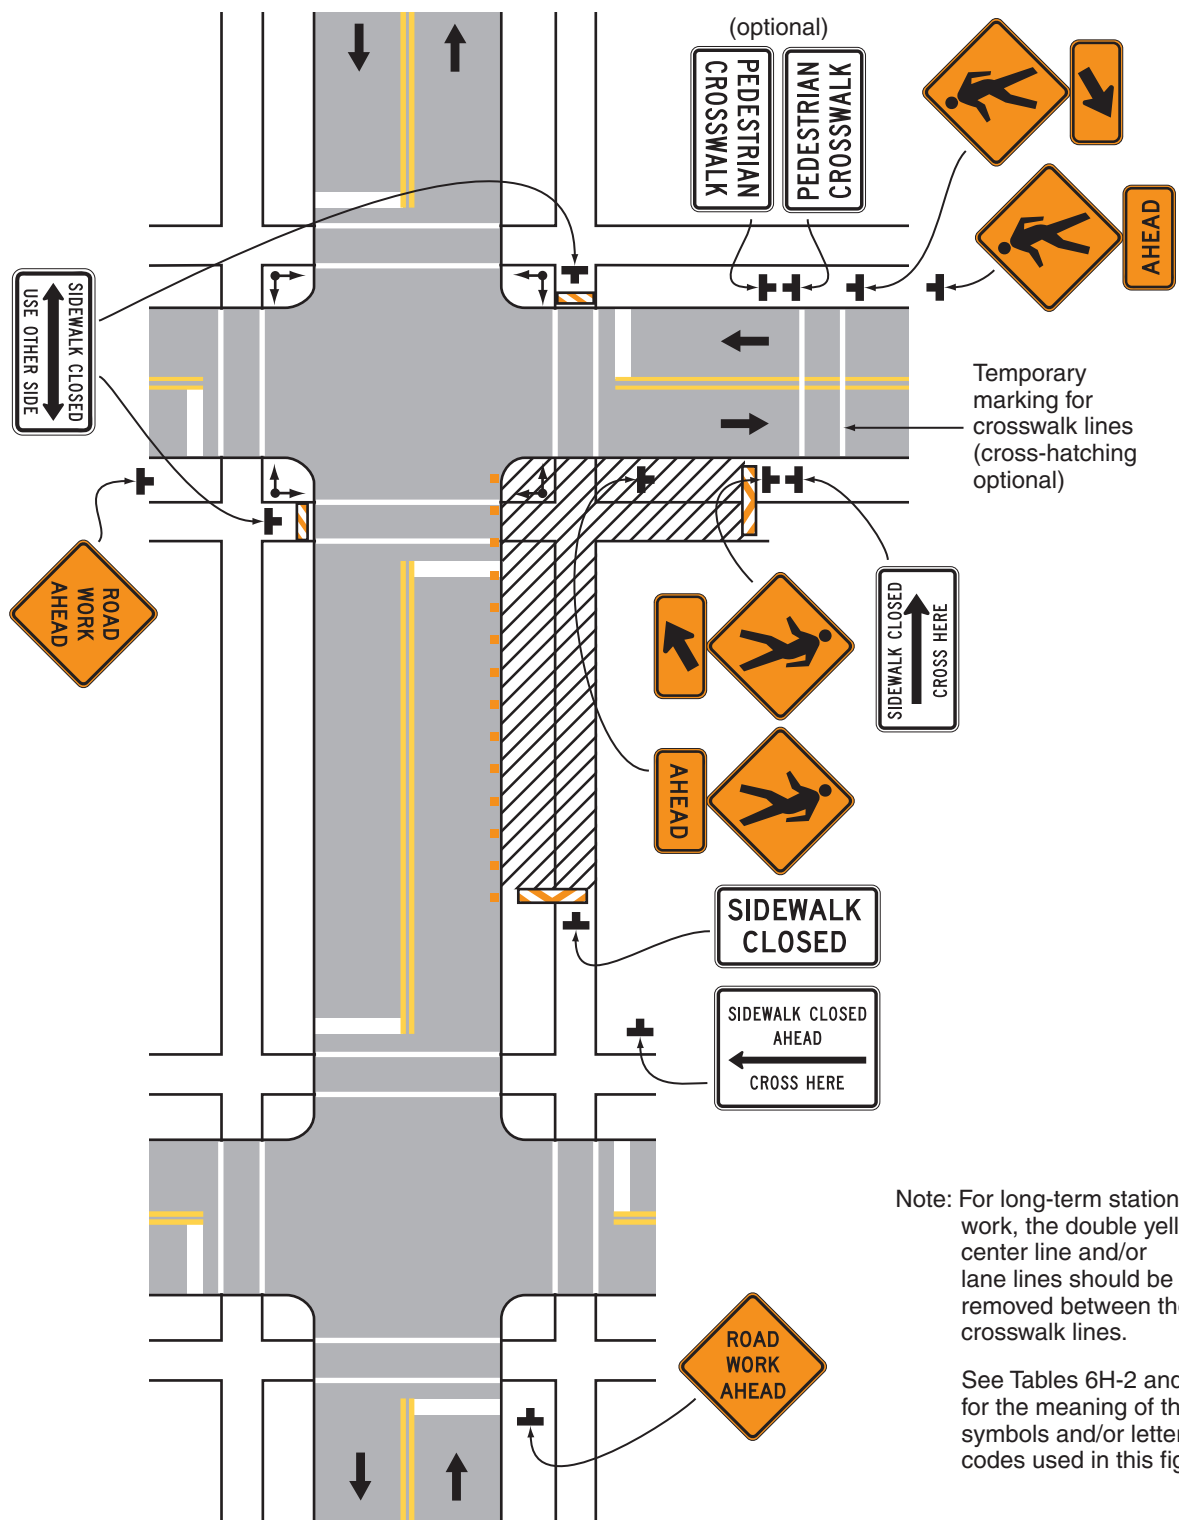 (optional)
PEDESTRIAN
CROSSWALK
PEDESTRIAN
CROSSWALK
AHEAD
SIDEWALK CLOSED
USE OTHER SIDE
Temporary
marking for
crosswalk lines
(cross-hatching
optional)
ROAD
WORK
AHEAD
SIDEWALK CLOSED
CROSS HERE
AHEAD
SIDEWALK
CLOSED
SIDEWALK CLOSED
AHEAD
CROSS HERE
ROAD
WORK
AHEAD
Note: For long-term station
work, the double yell
center line and/or
lane lines should be
removed between the
crosswalk lines.
See Tables 6H-2 and
for the meaning of th
symbols and/or letter
codes used in this fig